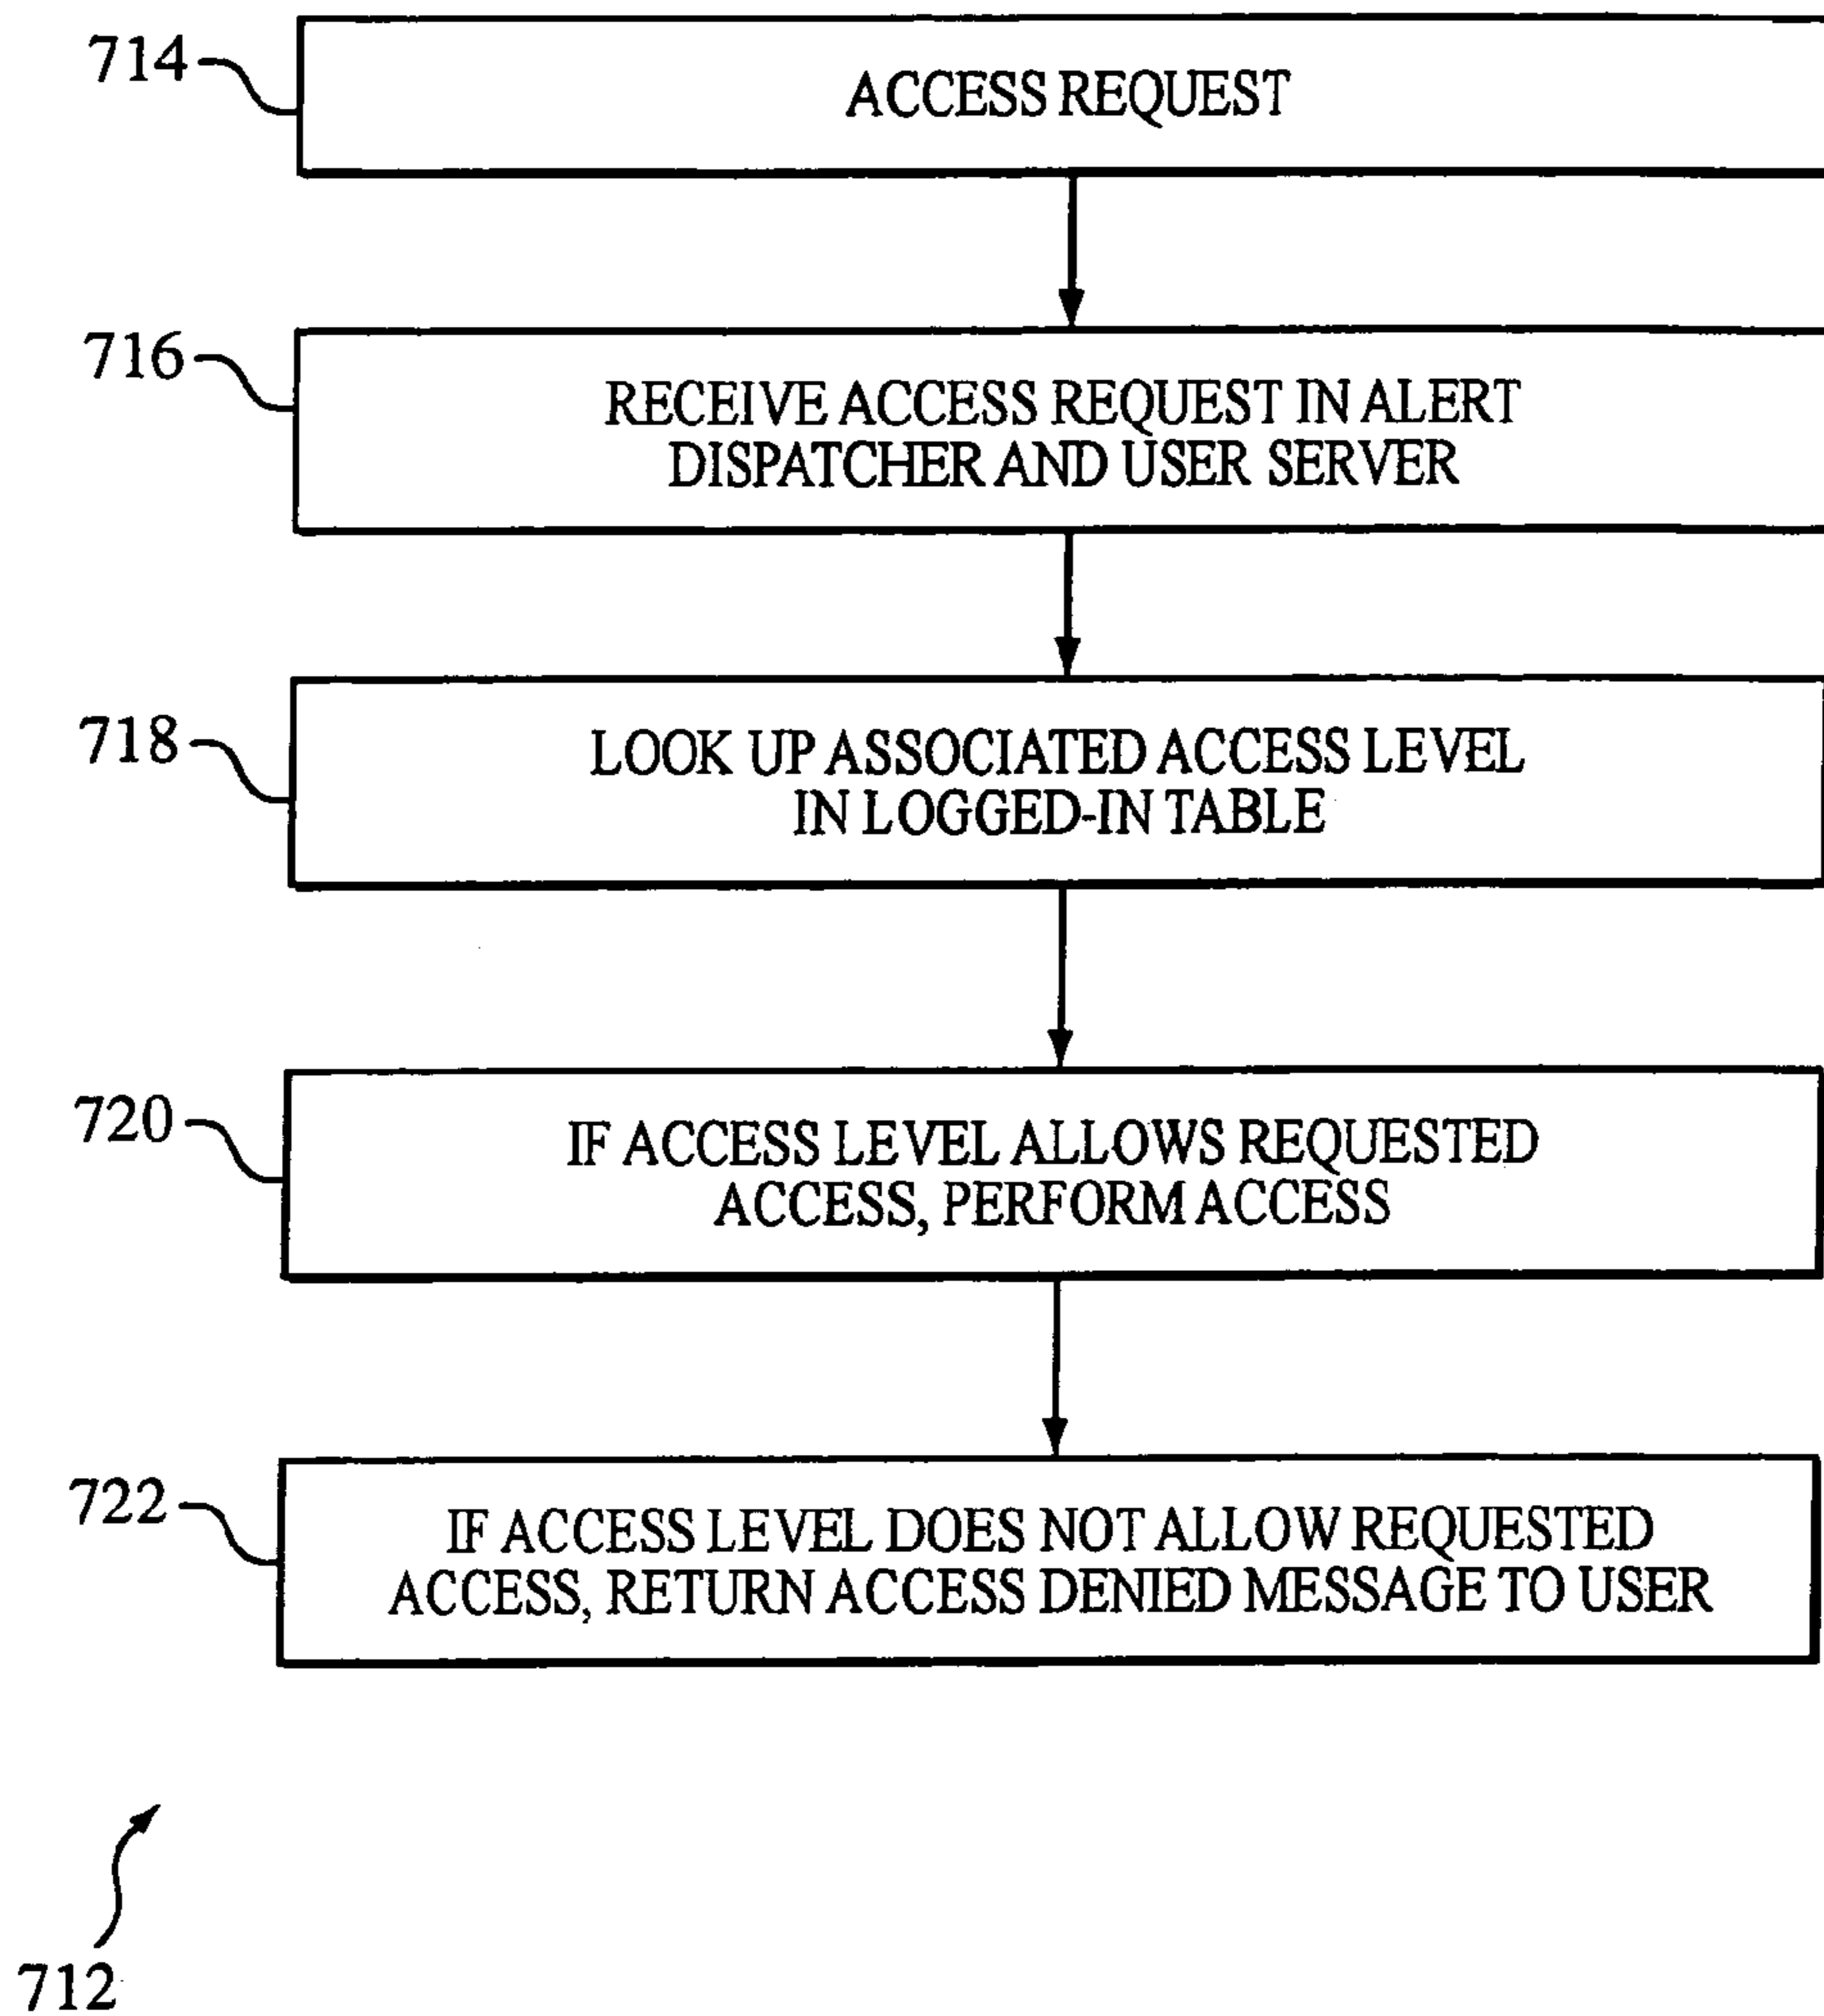 714
ACCESS REQUEST
716
RECEIVE ACCESS REQUEST IN ALERT
DISPATCHER AND USER SERVER
718
LOOK UP ASSOCIATED ACCESS LEVEL
IN LOGGED-IN TABLE
720
IF ACCESS LEVEL ALLOWS REQUESTED
ACCESS, PERFORM ACCESS
722
IF ACCESS LEVEL DOES NOT ALLOW REQUESTED
ACCESS, RETURN ACCESS DENIED MESSAGE TO USER
712